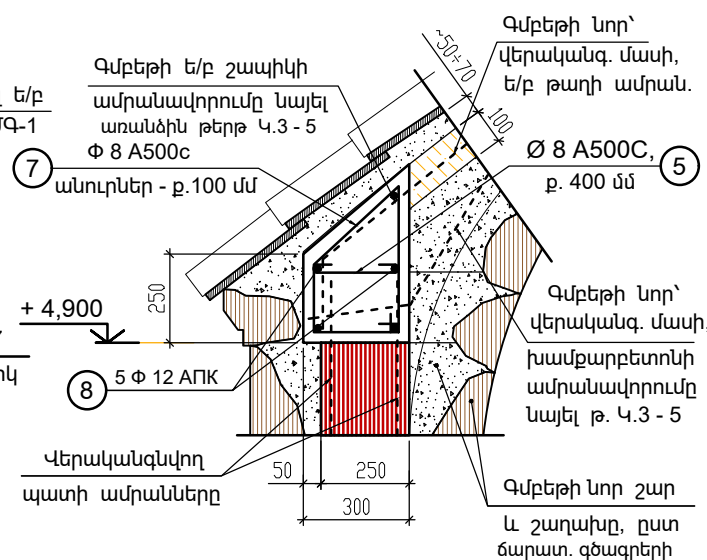 Գմբեթի նոր՝
վերականգ. մասի,
ե/բ թաղի ամրան.
~50÷70
100
Գմբեթի ե/բ շապիկի
ամրանավորումը նայել
առանձին թերթ Կ.3 - 5
ե/բ
ՄԳ-1
7
Ф 8 A500c
անուրներ - ք.100 մմ
Ø 8 A500C,
ք. 400 մմ
5
250
+ 4,900
Գմբեթի նոր՝
վերականգ. մասի,
խամքարբետոնի
ամրանավորումը
նայել թ. Կ.3 - 5
8
5 Ф 12 АПК
Վերականգնվող
պատի ամրանները
50
250
300
Գմբեթի նոր շար
և շաղախը, ըստ
ճարատ. գծագրերի